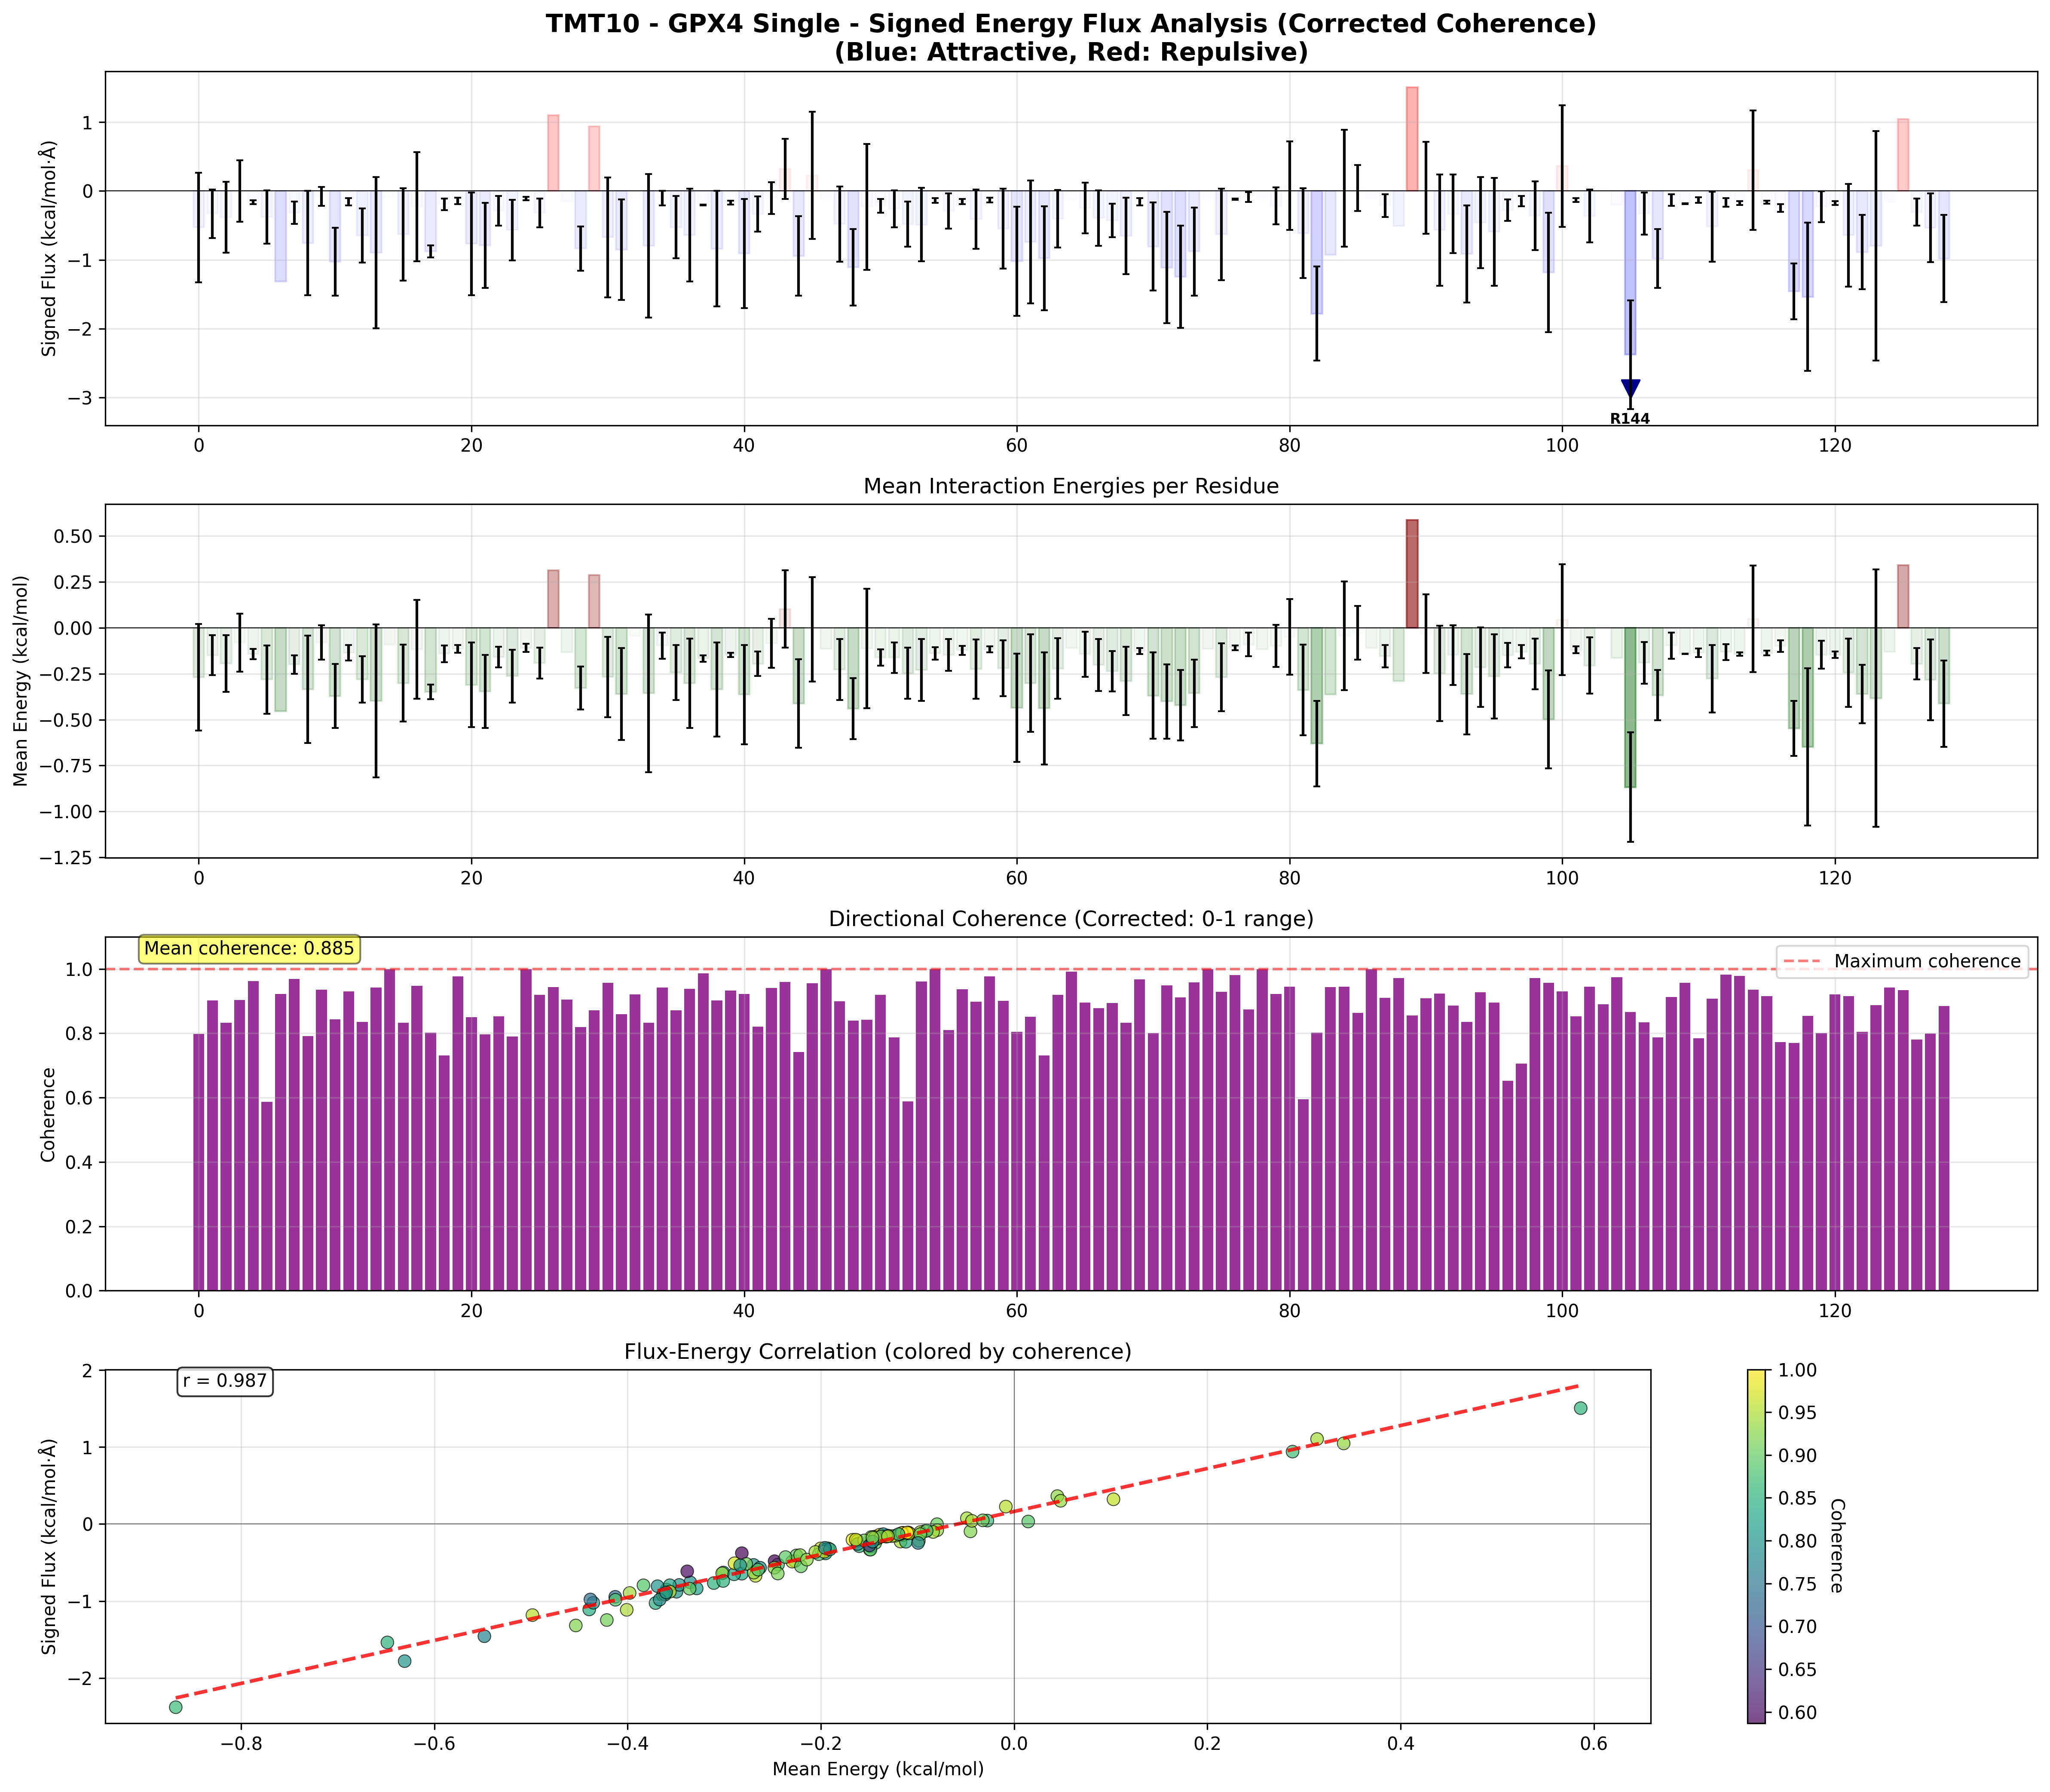 TMT10 - GPX4 Single - Signed Energy Flux Analysis (Corrected Coherence)
(Blue: Attractive, Red: Repulsive)
Signed Flux (kcal/mol·Å)
1
0
−1
−2
−3
R144
0 20 40 60 80 100 120
Mean Interaction Energies per Residue
Mean Energy (kcal/mol)
0.50
0.25
0.00
−0.25
−0.50
−0.75
−1.00
−1.25
0 20 40 60 80 100 120
Directional Coherence (Corrected: 0-1 range)
Mean coherence: 0.885
Maximum coherence
Coherence
1.0
0.8
0.6
0.4
0.2
0.0
0 20 40 60 80 100 120
Flux-Energy Correlation (colored by coherence)
r = 0.987
Signed Flux (kcal/mol·Å)
2
1
0
−1
−2
−0.8 −0.6 −0.4 −0.2 0.0 0.2 0.4 0.6
Mean Energy (kcal/mol)
1.00
0.95
0.90
0.85
0.80
0.75
0.70
0.65
0.60
Coherence